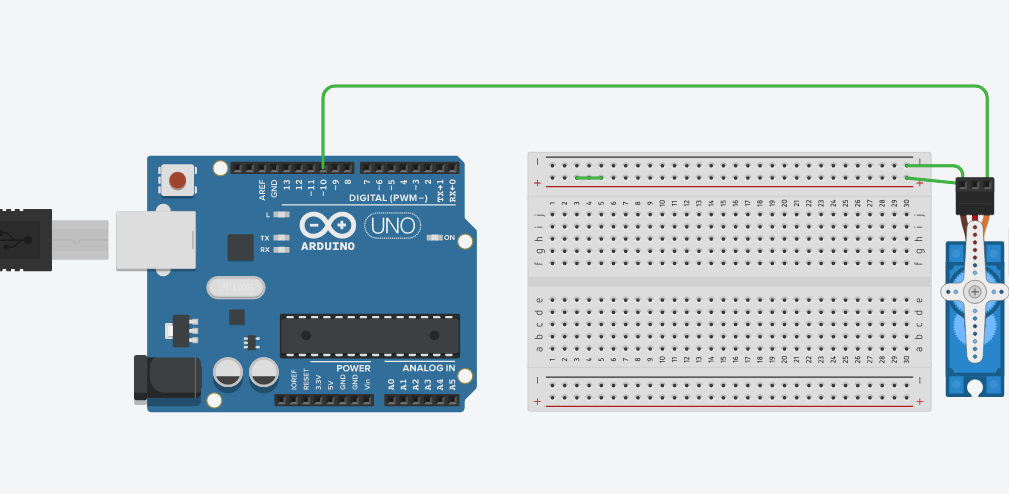 AREF
GND
13
12
~11
~10
~9
8
7
~6
~5
4
~3
2
TX→1
RX←0
DIGITAL (PWM~)
L
TX
RX
ARDUINO
UNO
ON
IOREF
RESET
3.3V
5V
GND
GND
Vin
POWER
A0
A1
A2
A3
A4
A5
ANALOG IN
− −
+ +
1 2 3 4 5 6 7 8 9 10 11 12 13 14 15 16 17 18 19 20 21 22 23 24 25 26 27 28 29 30
j j
i i
h h
g g
f f
e e
d d
c c
b b
a a
1 2 3 4 5 6 7 8 9 10 11 12 13 14 15 16 17 18 19 20 21 22 23 24 25 26 27 28 29 30
− −
+ +